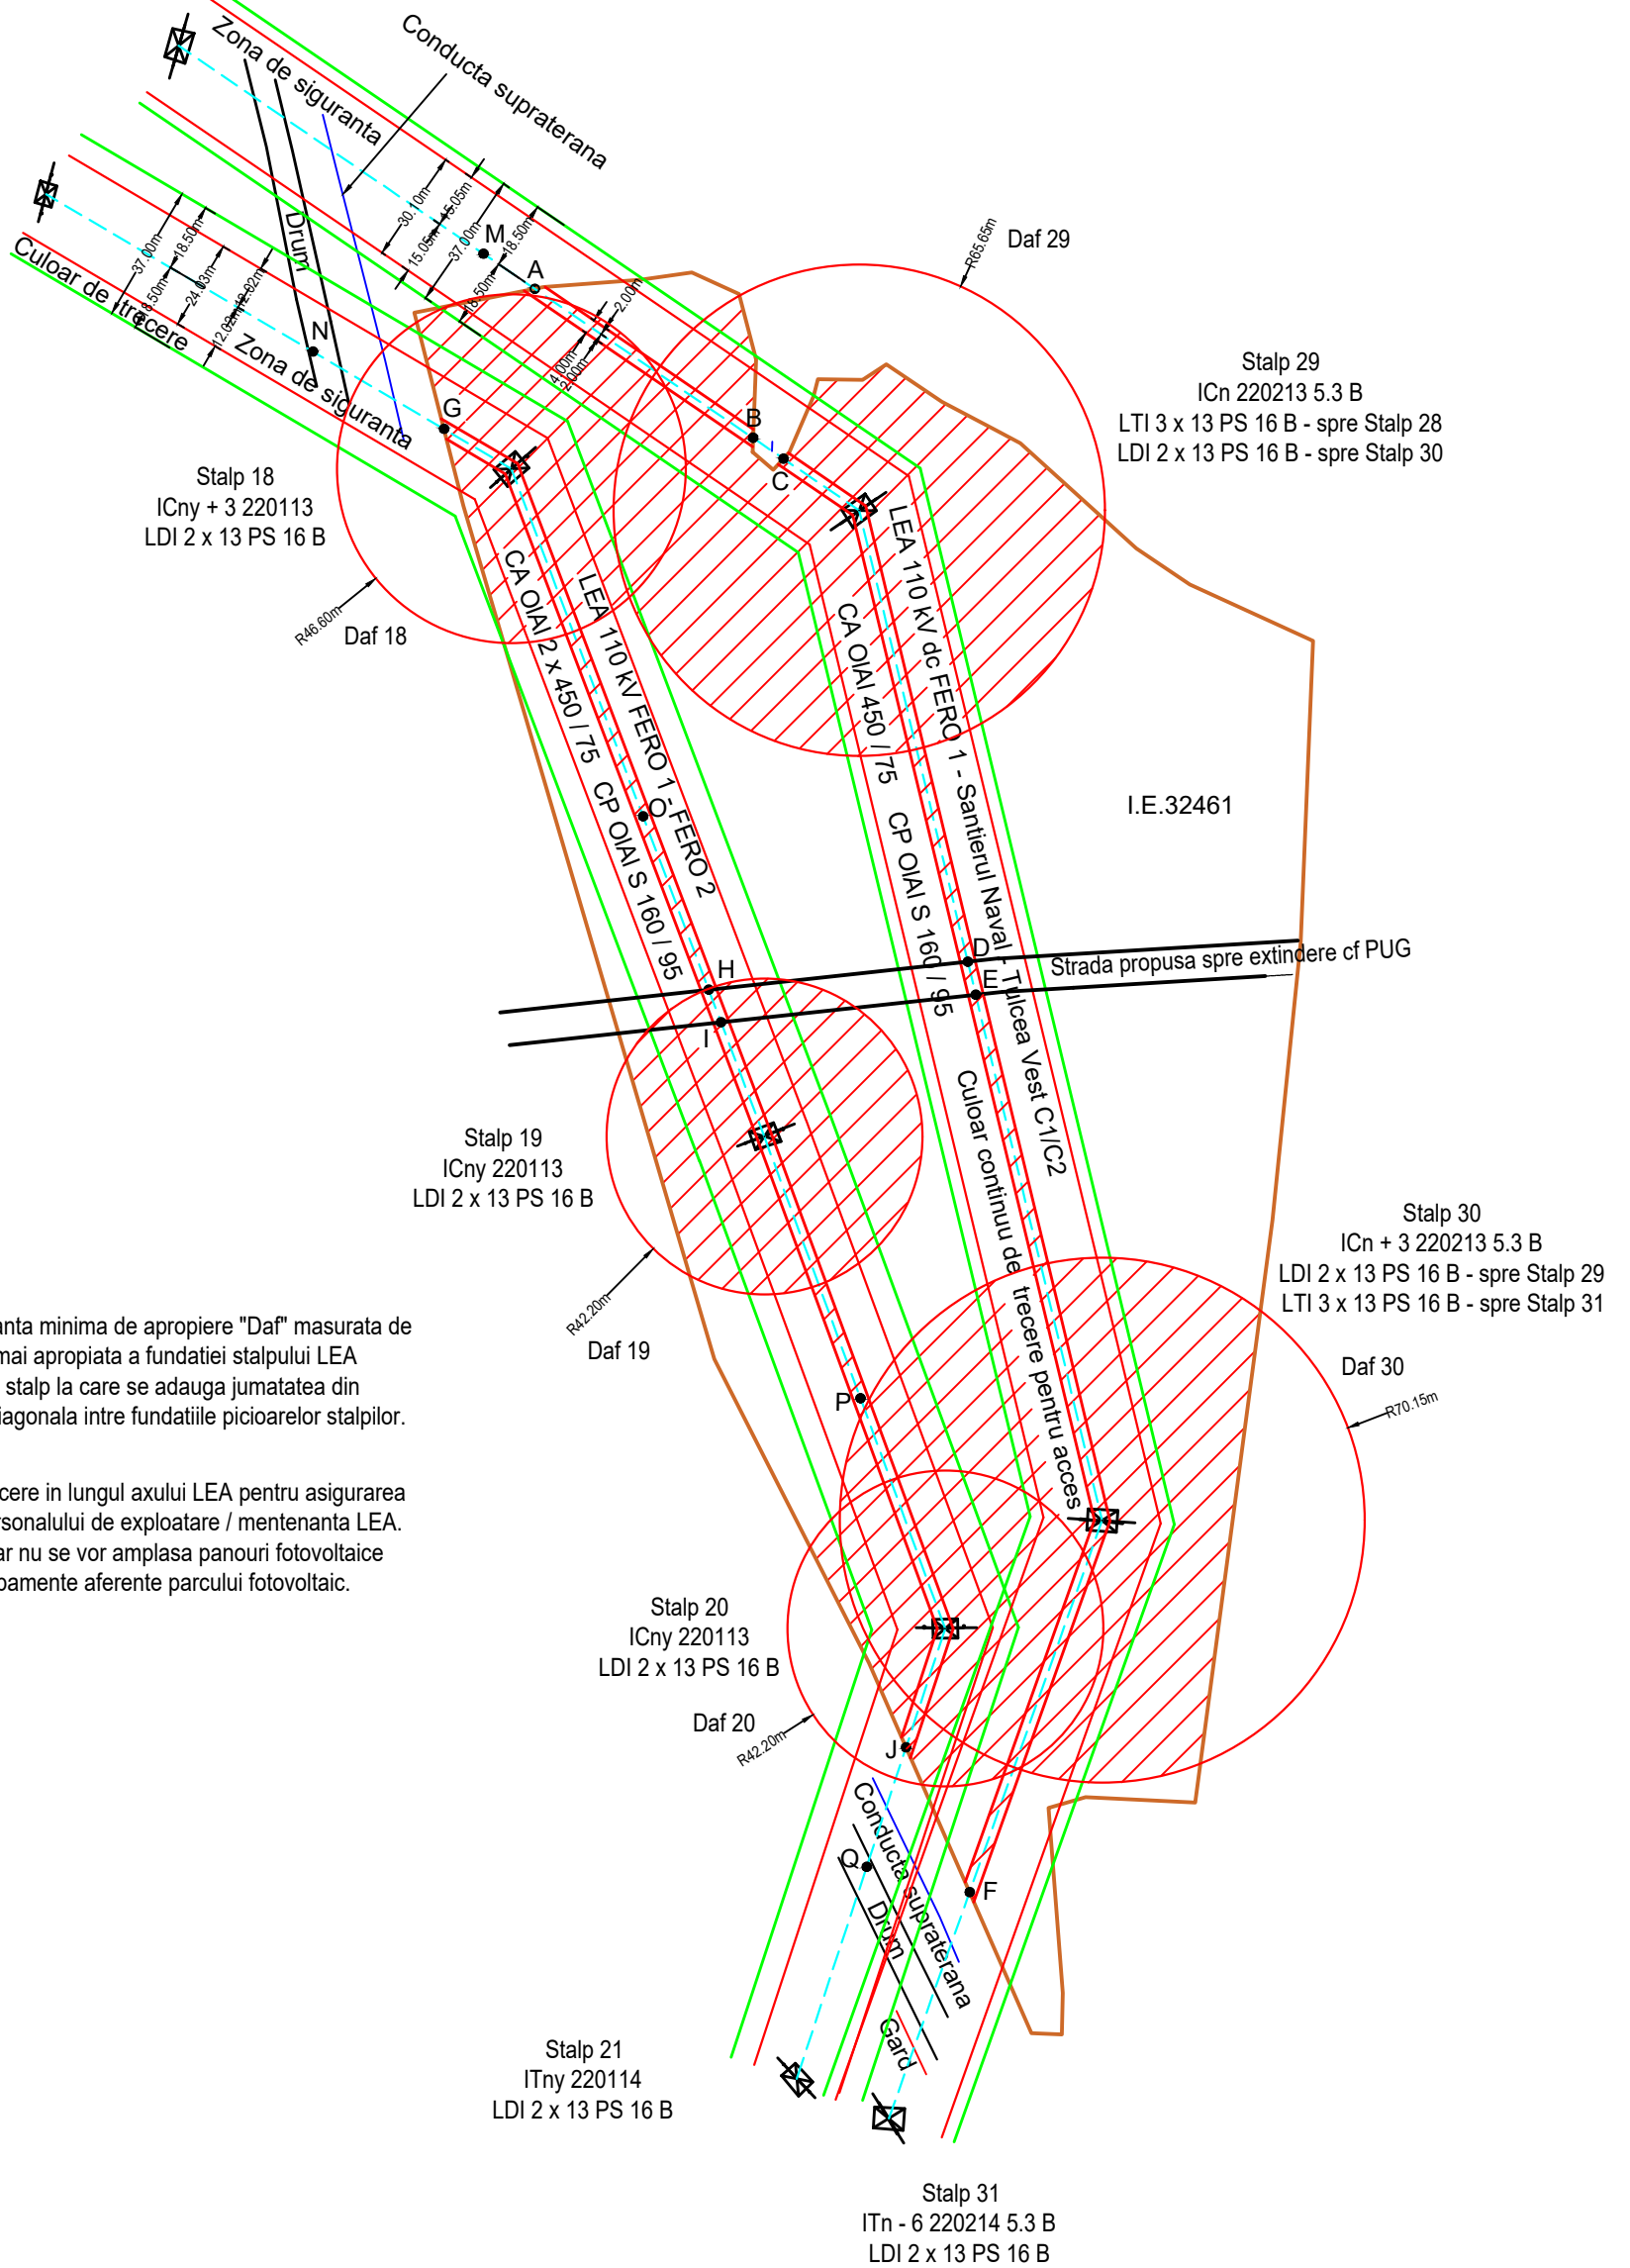 Zona de siguranta
Conducta supraterana
Drum
30.10m
15.05m
15.05m
37.00m
18.50m
18.50m
M
A
37.00m
18.50m
18.50m
24.03m
12.02m
12.02m
Culoar de trecere
N
Zona de siguranta
G
2.00m
4.00m
2.00m
B
C
R65.65m
Daf 29
Stalp 29
ICn 220213 5.3 B
LTI 3 x 13 PS 16 B - spre Stalp 28
LDI 2 x 13 PS 16 B - spre Stalp 30
Stalp 18
ICny + 3 220113
LDI 2 x 13 PS 16 B
R46.60m
Daf 18
CA OlAl 2 x 450 / 75 CP OlAl S 160 / 95
LEA 110 kV FERO 1 - FERO 2
CA OlAl 450 / 75 CP OlAl S 160 / 95
LEA 110 kV dc FERO 1 - Santierul Naval - Tulcea Vest C1/C2
I.E.32461
O
H
I
D
E
Strada propusa spre extindere cf PUG
Culoar continuu de trecere pentru acces
Stalp 19
ICny 220113
LDI 2 x 13 PS 16 B
R42.20m
Daf 19
Stalp 30
ICn + 3 220213 5.3 B
LDI 2 x 13 PS 16 B - spre Stalp 29
LTI 3 x 13 PS 16 B - spre Stalp 31
Daf 30
R70.15m
anta minima de apropiere "Daf" masurata de
mai apropiata a fundatiei stalpului LEA
stalp la care se adauga jumatatea din
diagonala intre fundatiile picioarelor stalpilor.
cere in lungul axului LEA pentru asigurarea
rsonalului de exploatare / mentenanta LEA.
ar nu se vor amplasa panouri fotovoltaice
pamente aferente parcului fotovoltaic.
P
Stalp 20
ICny 220113
LDI 2 x 13 PS 16 B
Daf 20
R42.20m
J
Q
F
Conducta supraterana
Drum
Gard
Stalp 21
ITny 220114
LDI 2 x 13 PS 16 B
Stalp 31
ITn - 6 220214 5.3 B
LDI 2 x 13 PS 16 B